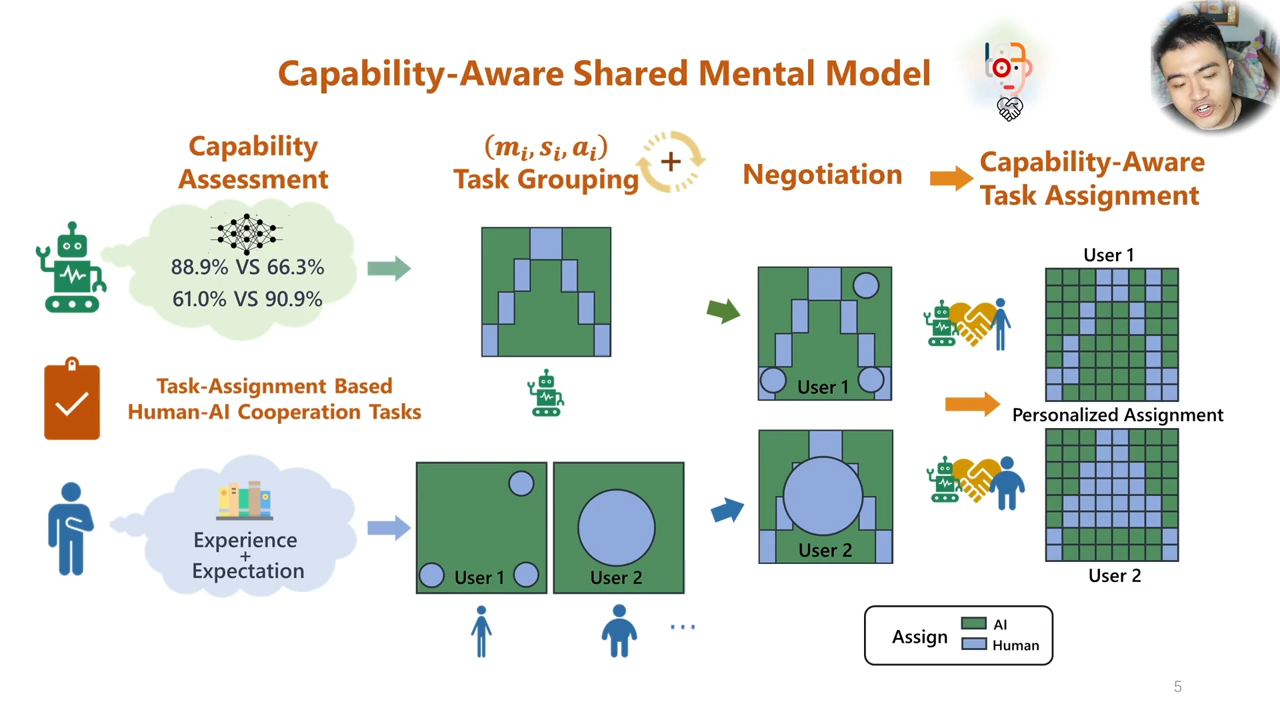 Capability-Aware Shared Mental Model
Capability
Assessment
(mᵢ, sᵢ, aᵢ)
Task Grouping
+
Negotiation
Capability-Aware
Task Assignment
88.9% VS 66.3%
61.0% VS 90.9%
Task-Assignment Based
Human-AI Cooperation Tasks
Experience
+
Expectation
User 1
User 2
...
User 1
User 2
User 1
Personalized Assignment
User 2
Assign
AI
Human
5